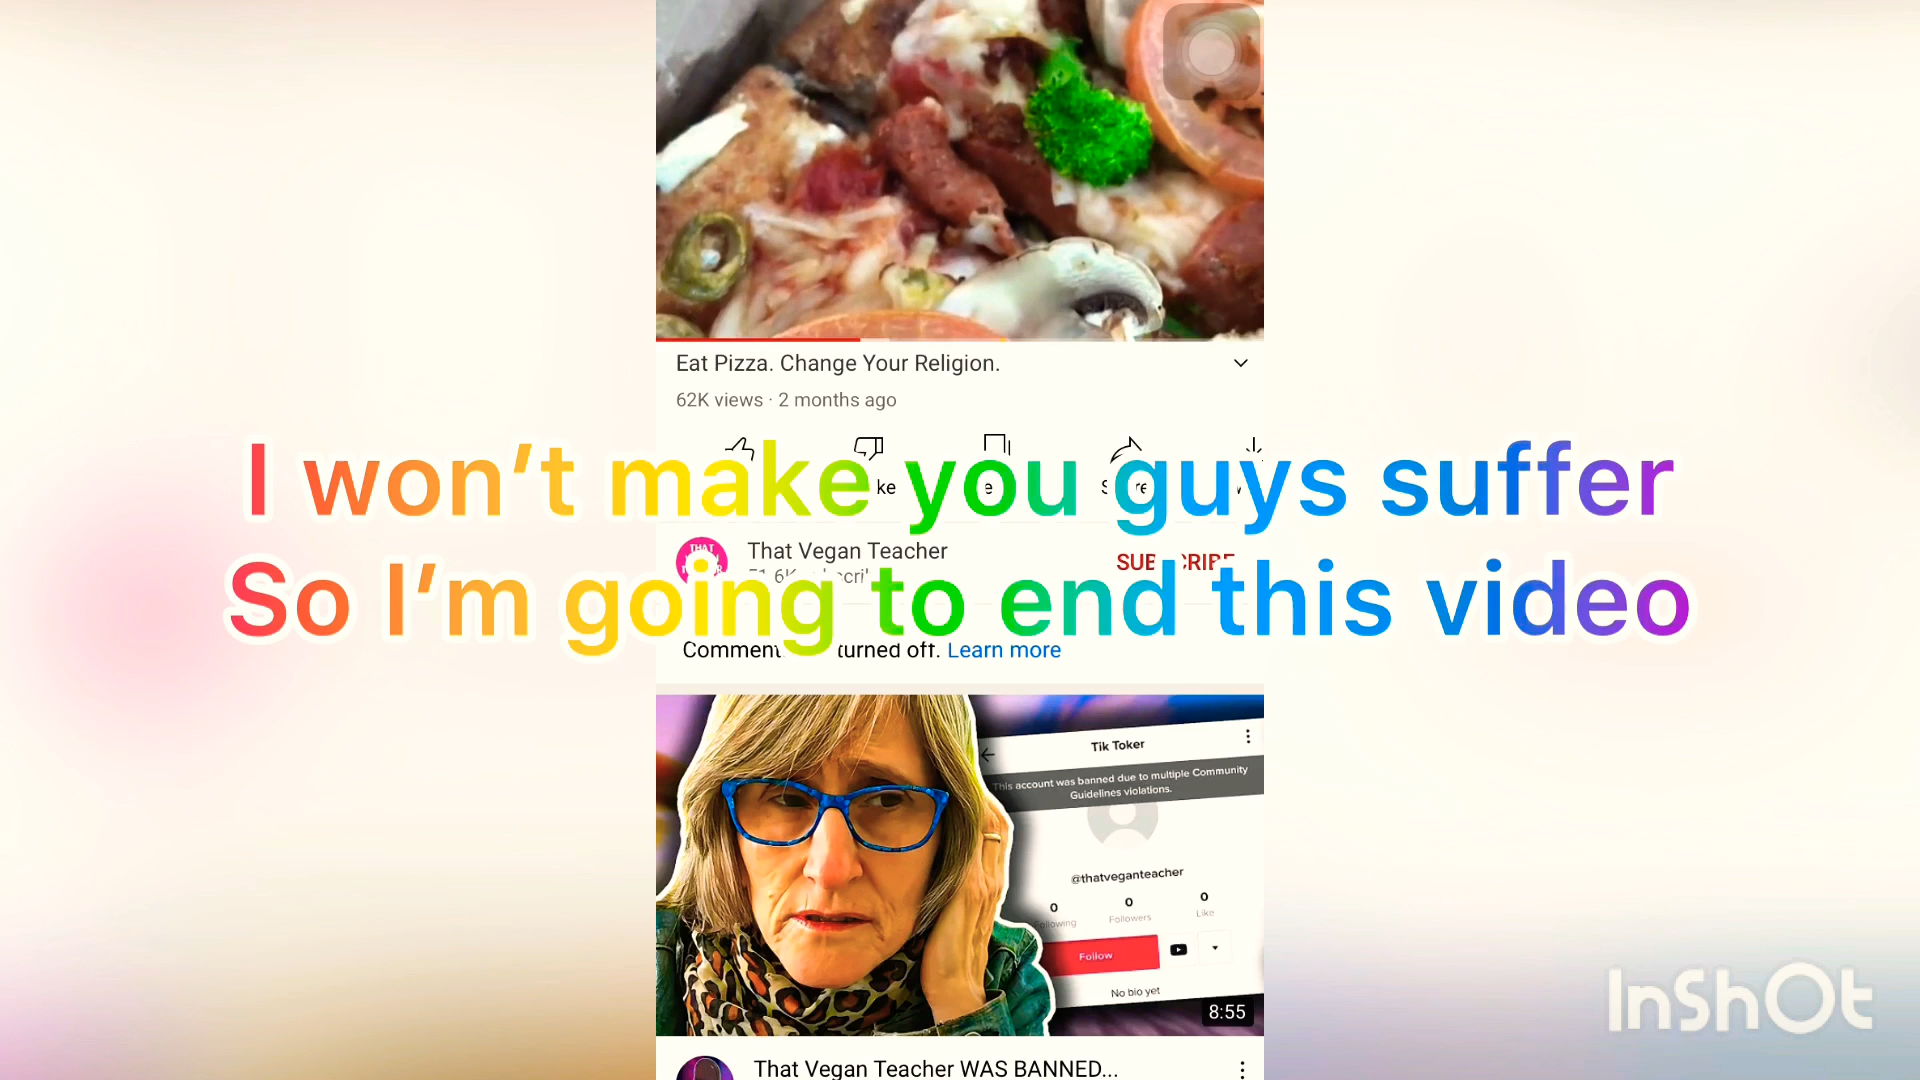 Eat Pizza. Change Your Religion.
62K views · 2 months ago
I won't make you guys suffer
So I'm going to end this video
That Vegan Teacher
SUBSCRIBE
turned off. Learn more
Tik Toker
This account was banned due to multiple Community
Guidelines violations.
@thatveganteacher
0 0 0
Following Followers Like
Follow
No bio yet
8:55
That Vegan Teacher WAS BANNED...
InShOt